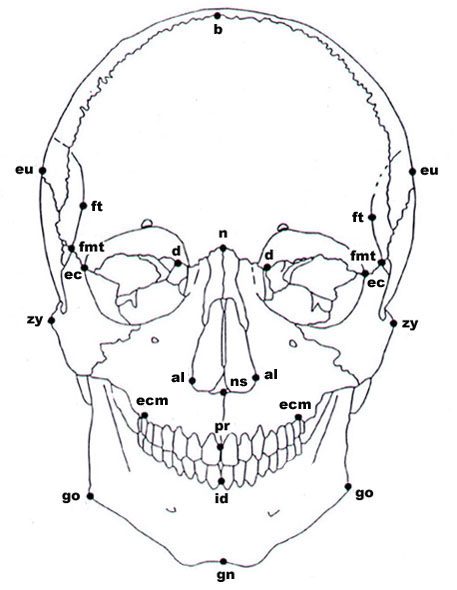 b
eu eu
ft ft
n
fmt d d fmt
ec ec
zy zy
al ns al
ecm ecm
pr
id
go go
gn